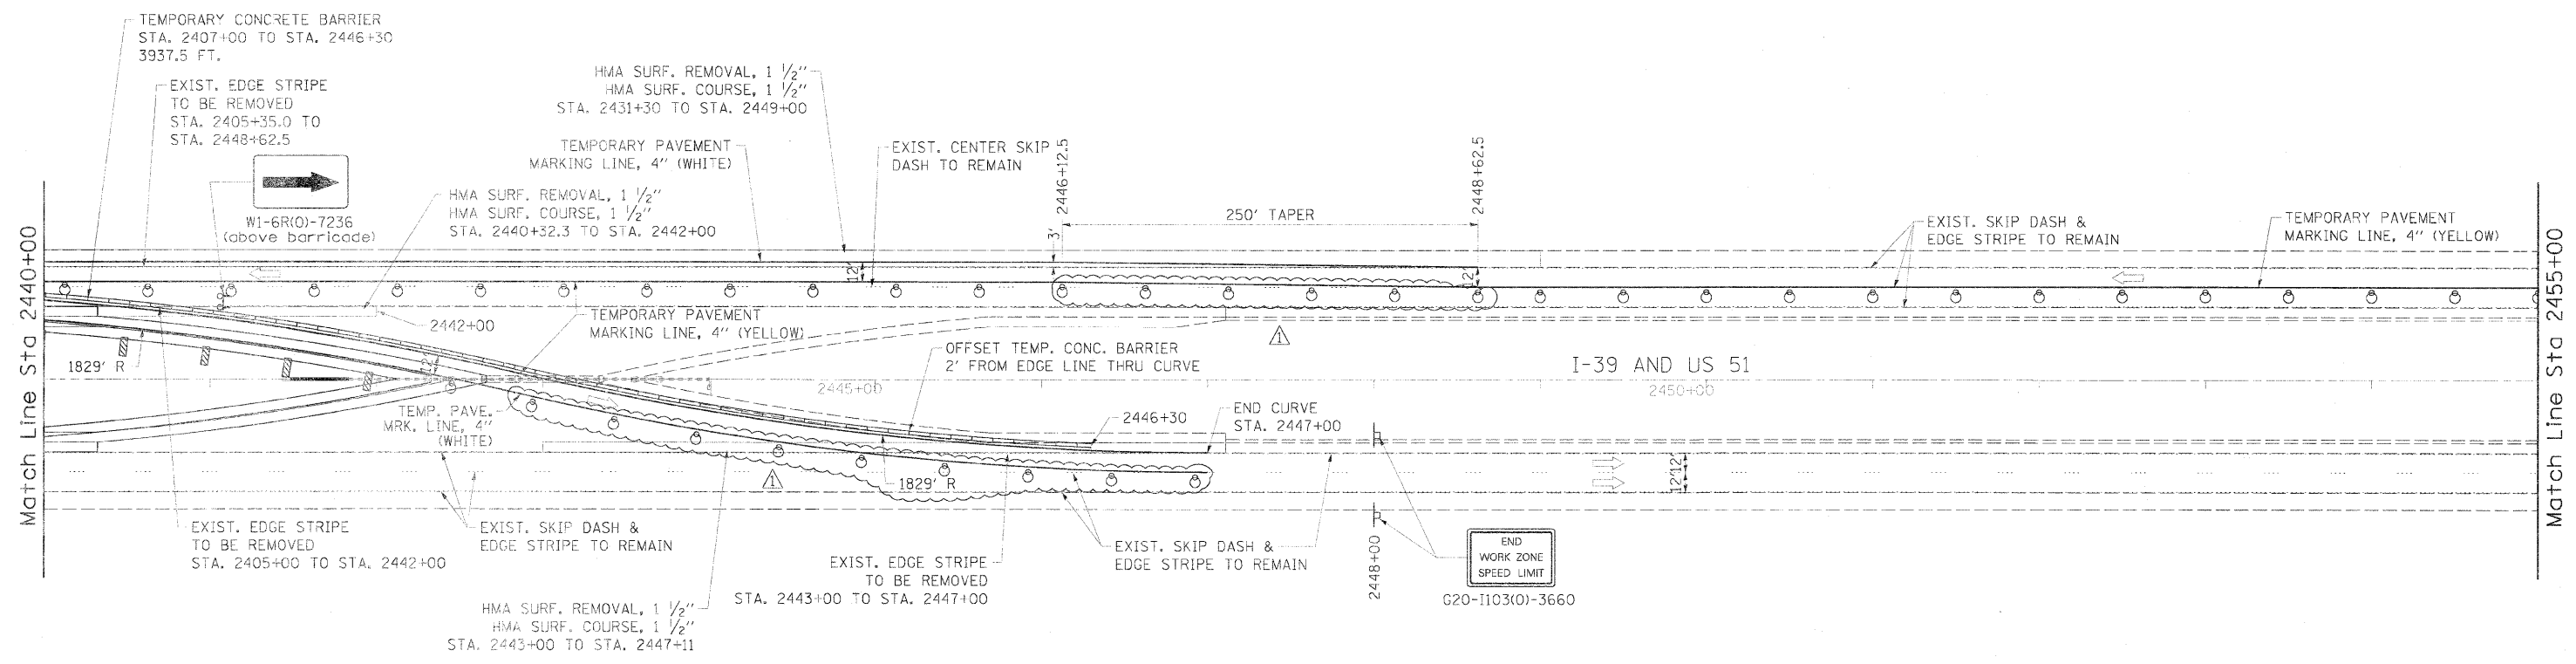 TEMPORARY CONCRETE BARRIER
STA. 2407+00 TO STA. 2446+30
3937.5 FT.
EXIST. EDGE STRIPE
TO BE REMOVED
STA. 2405+35.0 TO
STA. 2448+62.5
W1-6R(O)-7236
(above barricade)
HMA SURF. REMOVAL, 1 1/2"
HMA SURF. COURSE, 1 1/2"
STA. 2431+30 TO STA. 2449+00
TEMPORARY PAVEMENT
MARKING LINE, 4" (WHITE)
HMA SURF. REMOVAL, 1 1/2"
HMA SURF. COURSE, 1 1/2"
STA. 2440+32.3 TO STA. 2442+00
EXIST. CENTER SKIP
DASH TO REMAIN
2446+12.5
250' TAPER
2448+62.5
EXIST. SKIP DASH &
EDGE STRIPE TO REMAIN
TEMPORARY PAVEMENT
MARKING LINE, 4" (YELLOW)
Match Line Sta 2440+00
Match Line Sta 2455+00
3'
12'
12'
2442+00
TEMPORARY PAVEMENT
MARKING LINE, 4" (YELLOW)
1829' R
12'
OFFSET TEMP. CONC. BARRIER
2' FROM EDGE LINE THRU CURVE
1
I-39 AND US 51
2445+00
2450+00
TEMP. PAVE.
MRK. LINE, 4"
(WHITE)
2446+30
END CURVE
STA. 2447+00
1
1829' R
12'
12'
EXIST. EDGE STRIPE
TO BE REMOVED
STA. 2405+00 TO STA. 2442+00
EXIST. SKIP DASH &
EDGE STRIPE TO REMAIN
EXIST. EDGE STRIPE
TO BE REMOVED
STA. 2443+00 TO STA. 2447+00
EXIST. SKIP DASH &
EDGE STRIPE TO REMAIN
2448+00
END
WORK ZONE
SPEED LIMIT
G20-I103(O)-3660
HMA SURF. REMOVAL, 1 1/2"
HMA SURF. COURSE, 1 1/2"
STA. 2443+00 TO STA. 2447+11